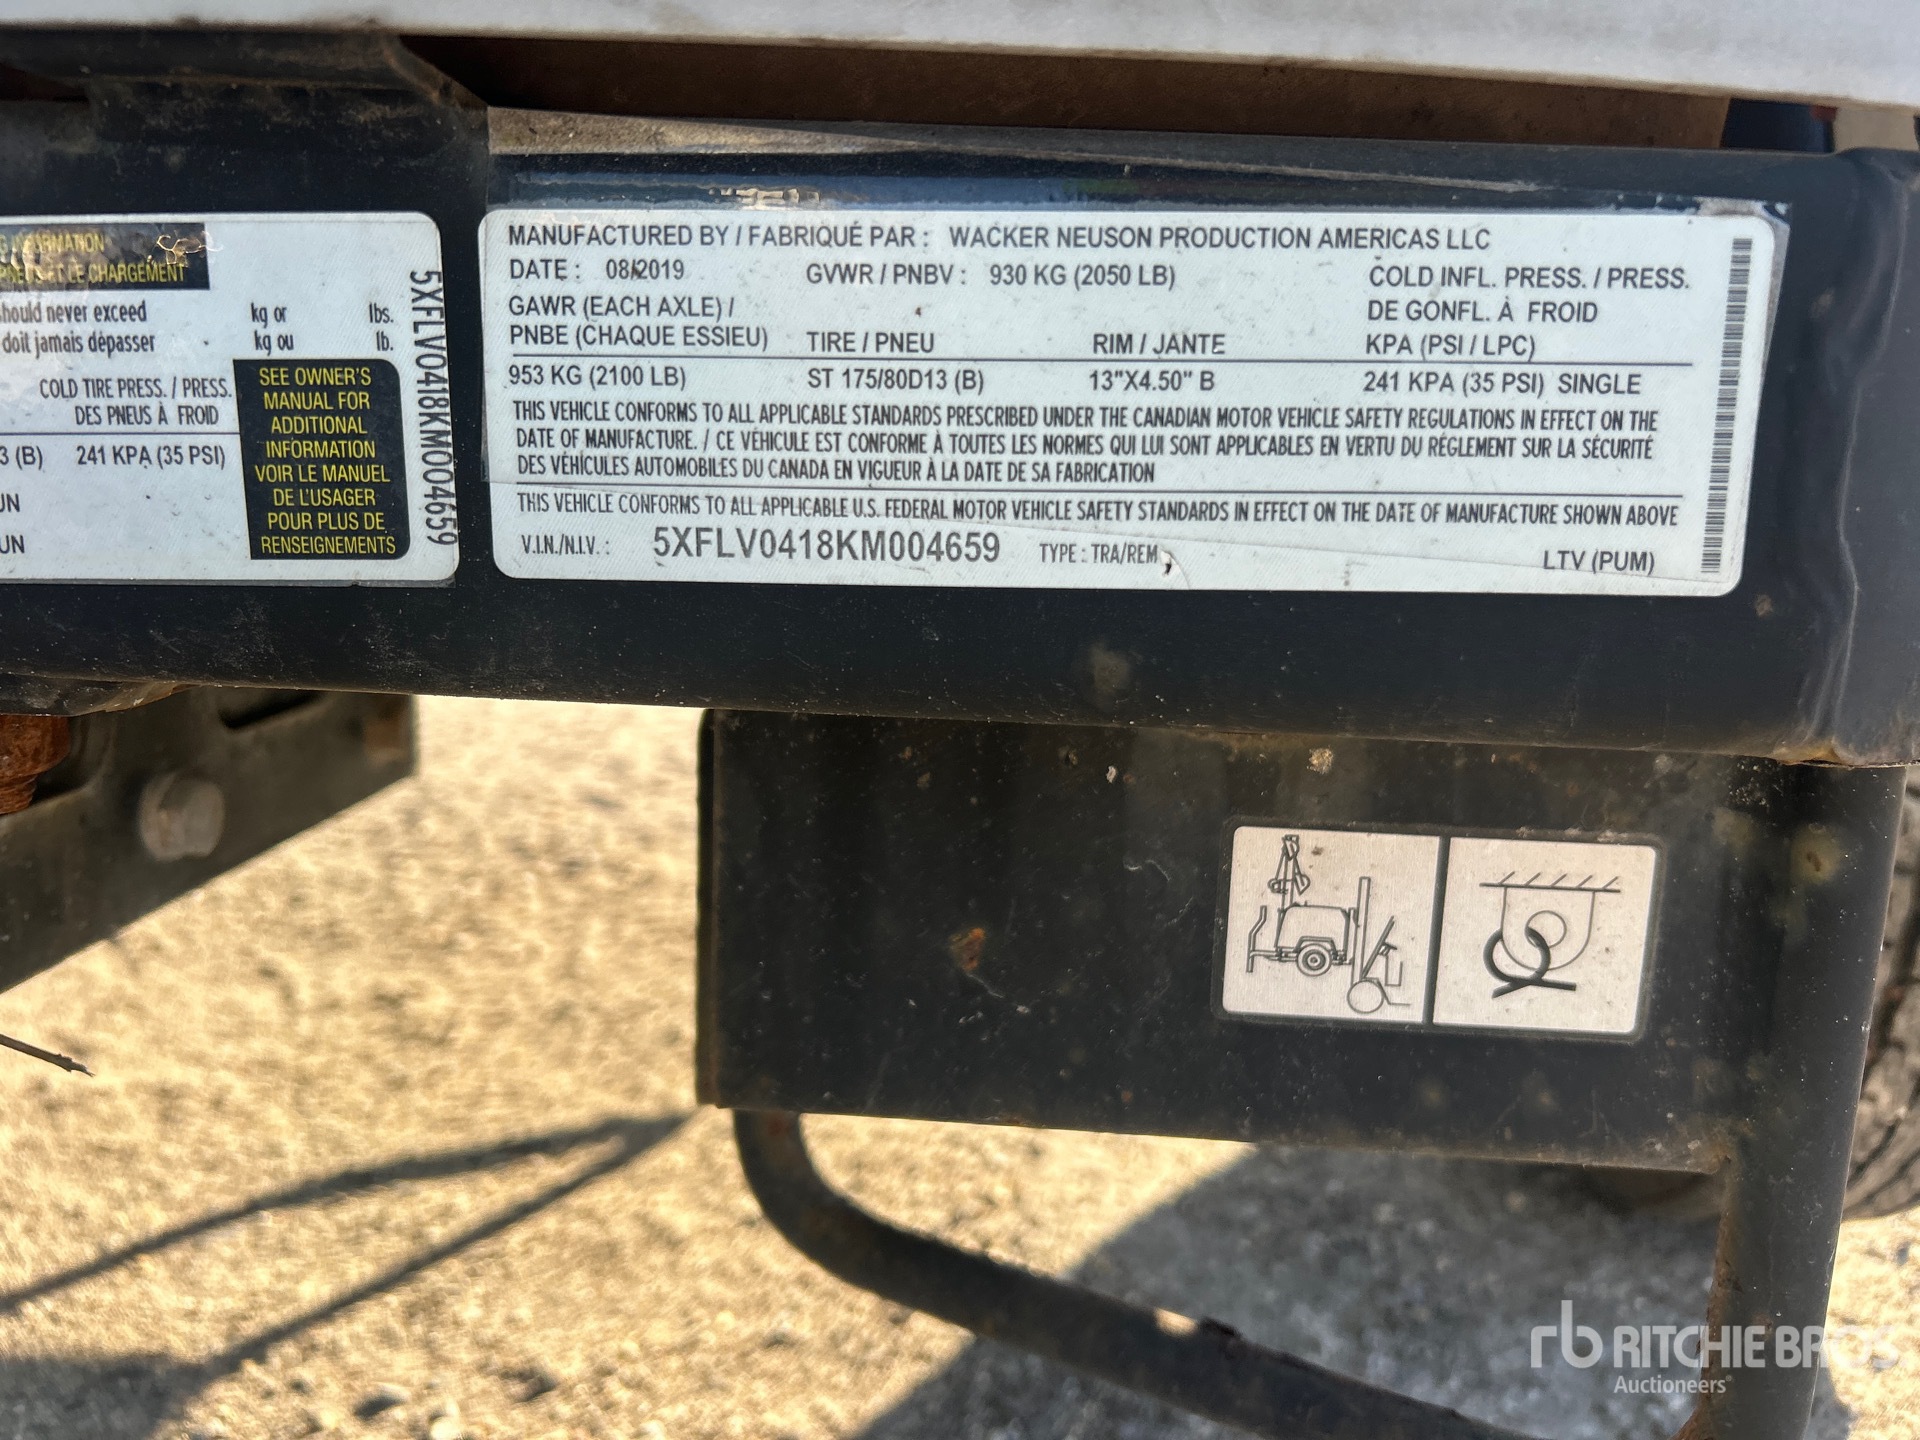 MANUFACTURED BY / FABRIQUÉ PAR : WACKER NEUSON PRODUCTION AMERICAS LLC
DATE : 08/2019 GVWR / PNBV : 930 KG (2050 LB) COLD INFL. PRESS. / PRESS.
DE GONFL. À FROID
GAWR (EACH AXLE) /
PNBE (CHAQUE ESSIEU) TIRE / PNEU RIM / JANTE KPA (PSI / LPC)
953 KG (2100 LB) ST 175/80D13 (B) 13"X4.50" B 241 KPA (35 PSI) SINGLE
THIS VEHICLE CONFORMS TO ALL APPLICABLE STANDARDS PRESCRIBED UNDER THE CANADIAN MOTOR VEHICLE SAFETY REGULATIONS IN EFFECT ON THE
DATE OF MANUFACTURE. / CE VÉHICULE EST CONFORME À TOUTES LES NORMES QUI LUI SONT APPLICABLES EN VERTU DU RÉGLEMENT SUR LA SÉCURITÉ
DES VÉHICULES AUTOMOBILES DU CANADA EN VIGUEUR À LA DATE DE SA FABRICATION
THIS VEHICLE CONFORMS TO ALL APPLICABLE U.S. FEDERAL MOTOR VEHICLE SAFETY STANDARDS IN EFFECT ON THE DATE OF MANUFACTURE SHOWN ABOVE
V.I.N./N.I.V. : 5XFLV0418KM004659 TYPE : TRA/REM LTV (PUM)
ET LE CHARGEMENT
should never exceed kg or lbs.
doit jamais dépasser kg ou lb.
COLD TIRE PRESS. / PRESS.
DES PNEUS À FROID
3 (B) 241 KPA (35 PSI)
UN
UN
SEE OWNER'S
MANUAL FOR
ADDITIONAL
INFORMATION
VOIR LE MANUEL
DE L'USAGER
POUR PLUS DE
RENSEIGNEMENTS
5XFLV0418KM004659
rb RITCHIE BROS
Auctioneers